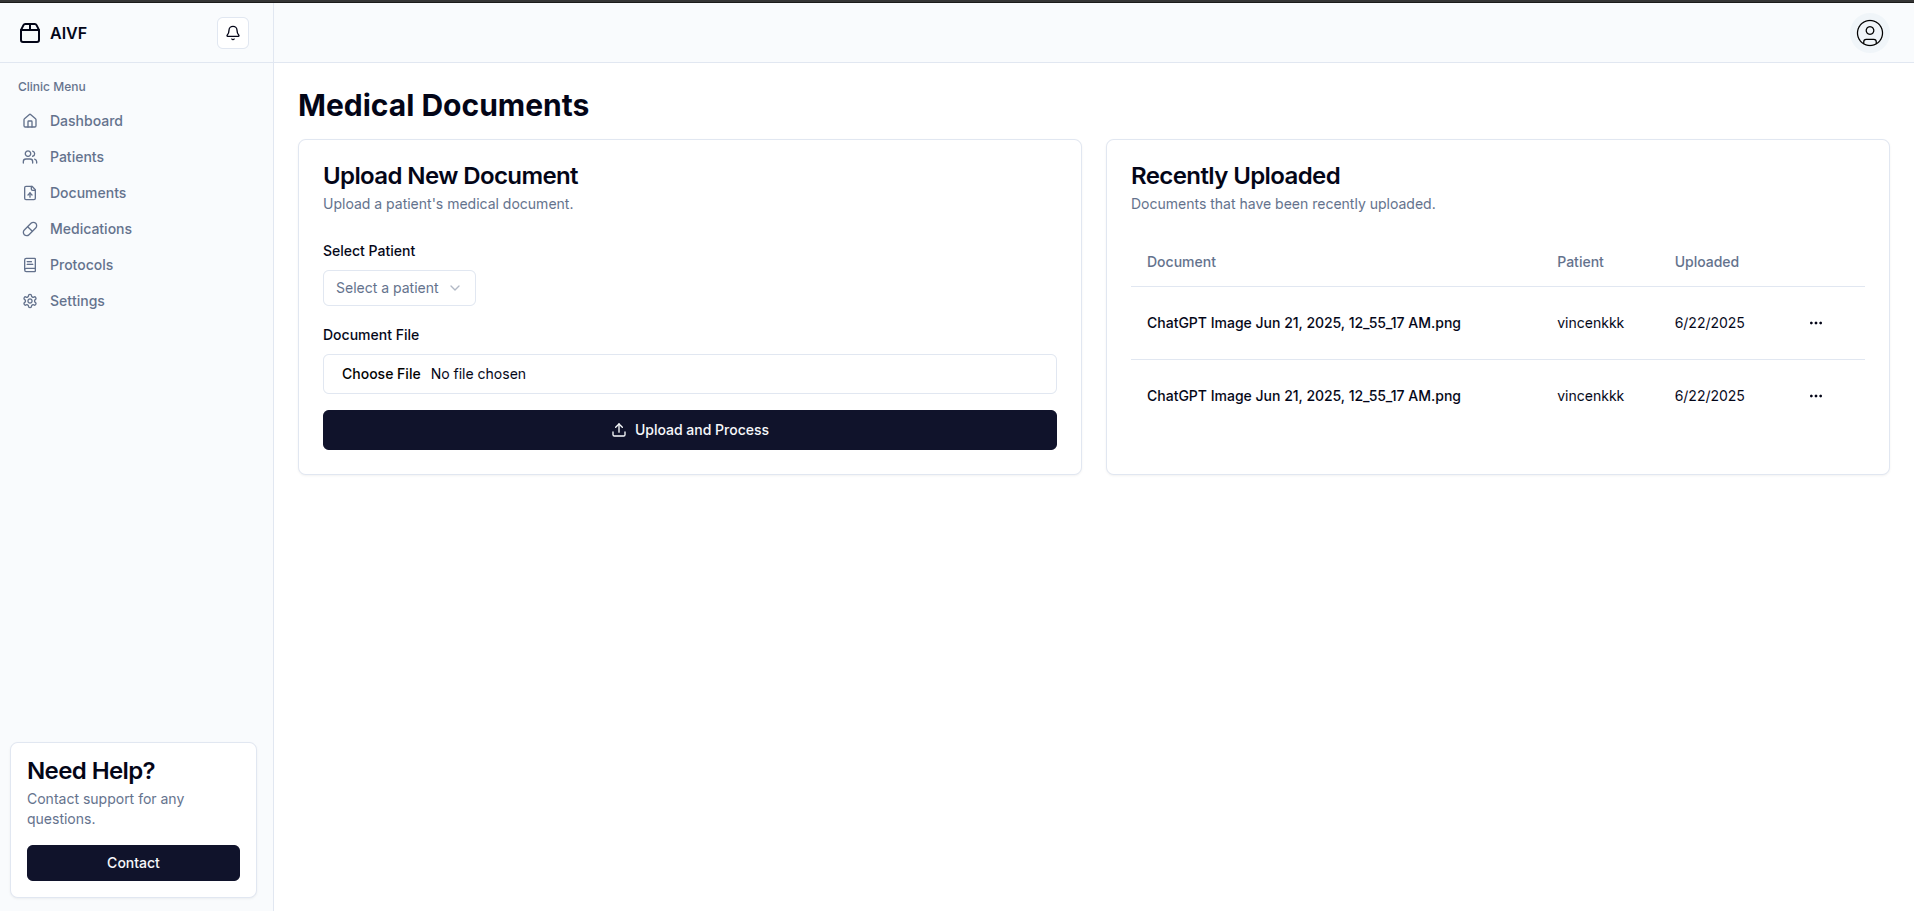 AIVF
Clinic Menu
Dashboard
Patients
Documents
Medications
Protocols
Settings
Need Help?
Contact support for any
questions.
Contact
Medical Documents
Upload New Document
Upload a patient's medical document.
Select Patient
Select a patient
Document File
Choose File No file chosen
Upload and Process
Recently Uploaded
Documents that have been recently uploaded.
Document Patient Uploaded
ChatGPT Image Jun 21, 2025, 12_55_17 AM.png vincenkkk 6/22/2025
ChatGPT Image Jun 21, 2025, 12_55_17 AM.png vincenkkk 6/22/2025